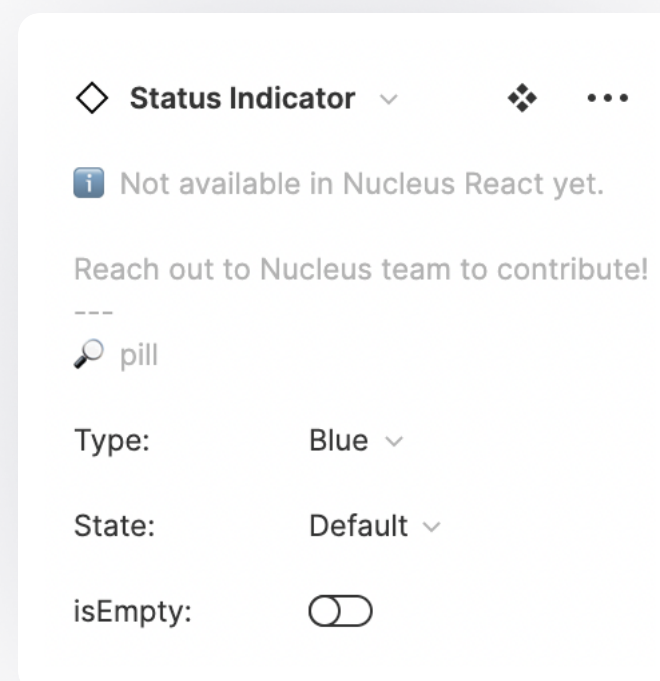 Status Indicator
ℹ️ Not available in Nucleus React yet.
Reach out to Nucleus team to contribute!
---
🔎 pill
Type: Blue
State: Default
isEmpty: